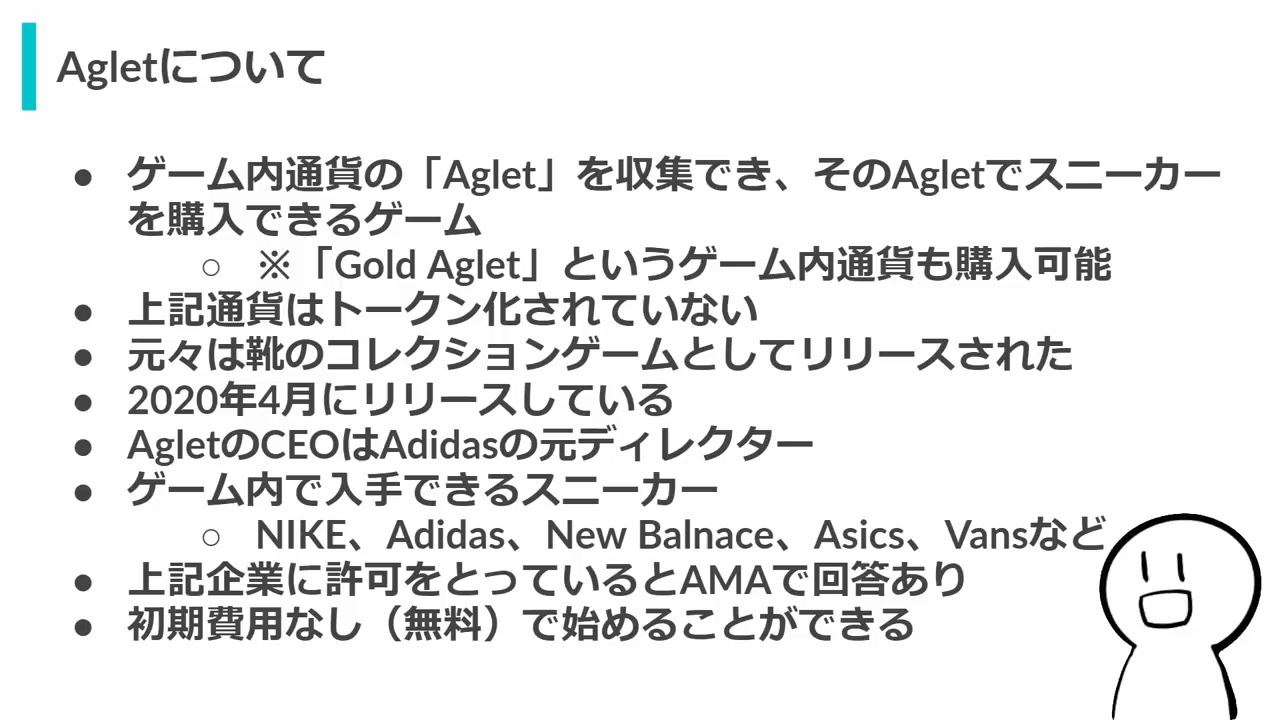 Agletについて
● ゲーム内通貨の「Aglet」を収集でき、そのAgletでスニーカー
を購入できるゲーム
○ ※「Gold Aglet」というゲーム内通貨も購入可能
● 上記通貨はトークン化されていない
● 元々は靴のコレクションゲームとしてリリースされた
● 2020年4月にリリースしている
● AgletのCEOはAdidasの元ディレクター
● ゲーム内で入手できるスニーカー
○ NIKE、Adidas、New Balnace、Asics、Vansなど
● 上記企業に許可をとっているとAMAで回答あり
● 初期費用なし（無料）で始めることができる